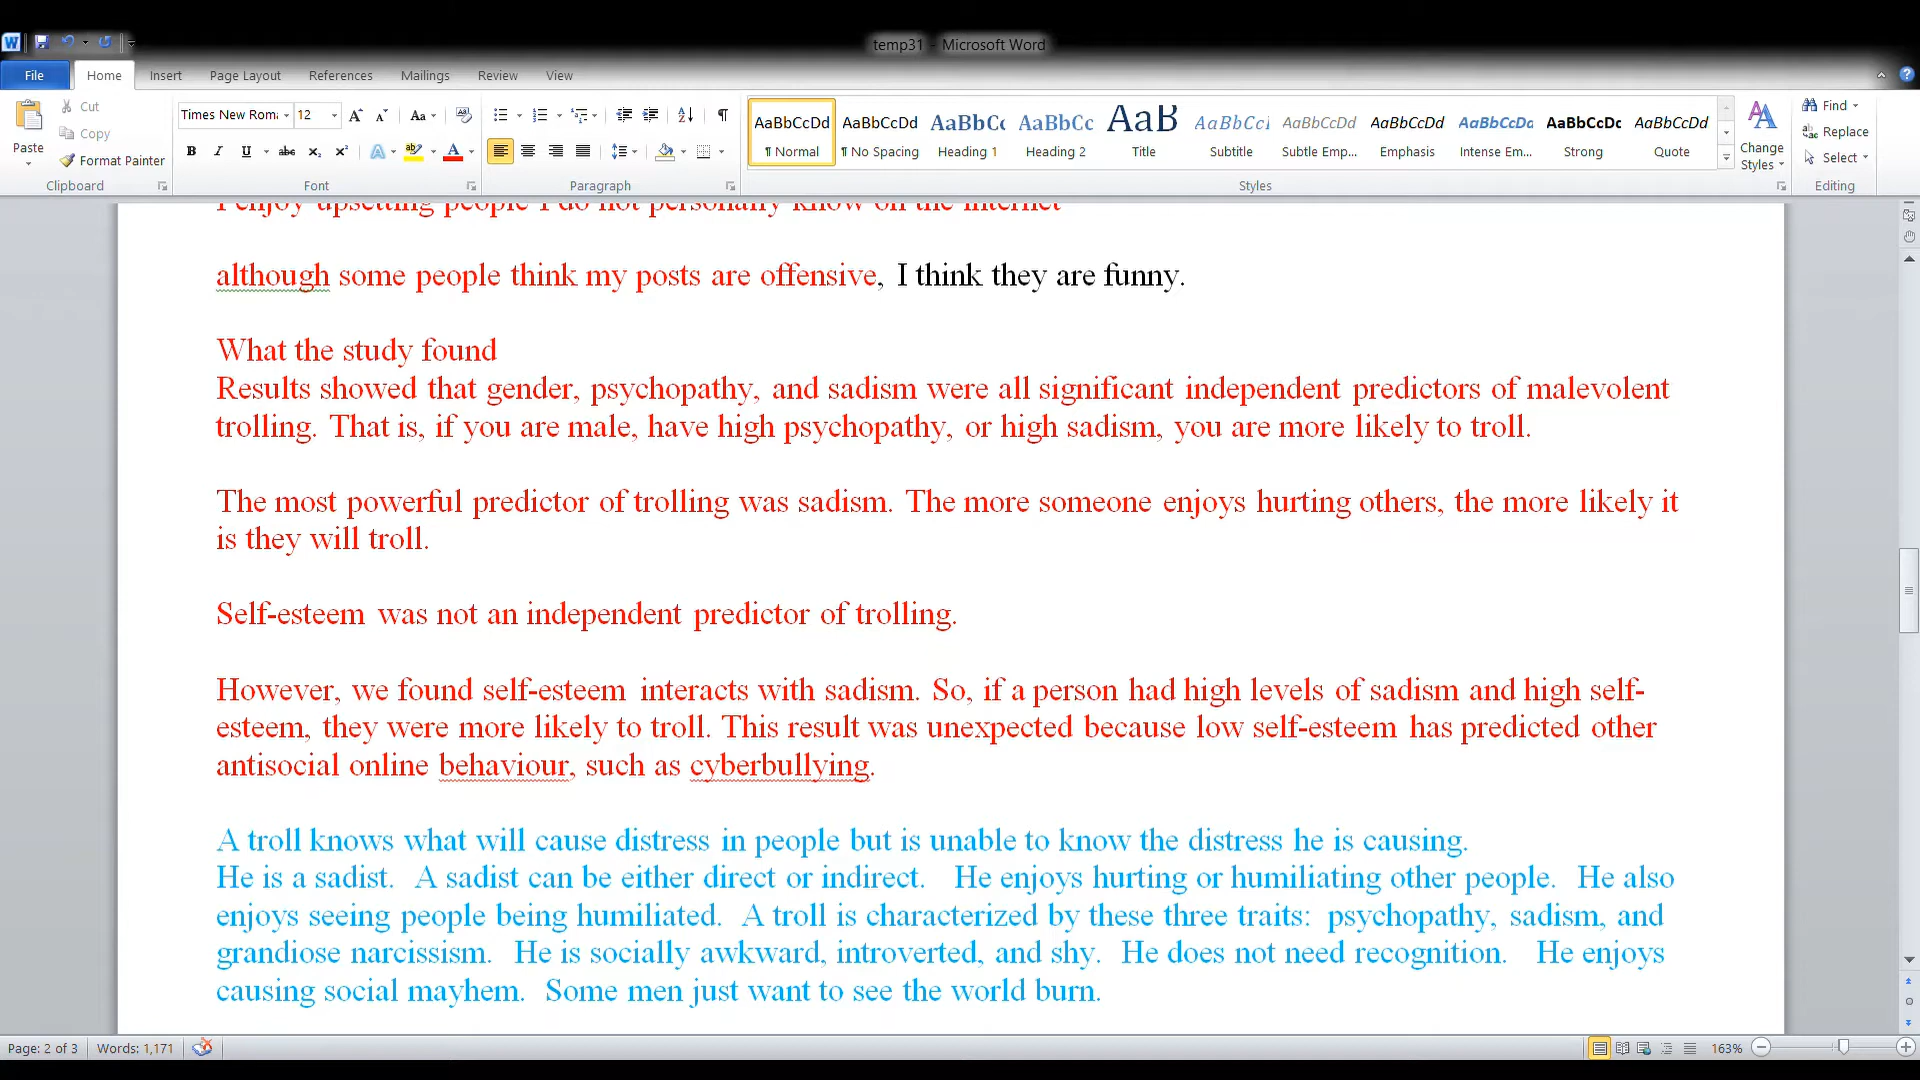 temp31 - Microsoft Word
File Home Insert Page Layout References Mailings Review View
Cut
Copy
Format Painter
Paste
Clipboard
Times New Rom 12
Font
Paragraph
AaBbCcDd AaBbCcDd AaBbCc AaBbCc AaB AaBbCcI AaBbCcDd AaBbCcDd AaBbCcDd AaBbCcDc AaBbCcDd
¶ Normal ¶ No Spacing Heading 1 Heading 2 Title Subtitle Subtle Emp... Emphasis Intense Em... Strong Quote
Change Styles
Styles
Find
Replace
Select
Editing
I enjoy upsetting people I do not personally know on the internet
although some people think my posts are offensive, I think they are funny.
What the study found
Results showed that gender, psychopathy, and sadism were all significant independent predictors of malevolent
trolling. That is, if you are male, have high psychopathy, or high sadism, you are more likely to troll.
The most powerful predictor of trolling was sadism. The more someone enjoys hurting others, the more likely it
is they will troll.
Self-esteem was not an independent predictor of trolling.
However, we found self-esteem interacts with sadism. So, if a person had high levels of sadism and high self-
esteem, they were more likely to troll. This result was unexpected because low self-esteem has predicted other
antisocial online behaviour, such as cyberbullying.
A troll knows what will cause distress in people but is unable to know the distress he is causing.
He is a sadist. A sadist can be either direct or indirect. He enjoys hurting or humiliating other people. He also
enjoys seeing people being humiliated. A troll is characterized by these three traits: psychopathy, sadism, and
grandiose narcissism. He is socially awkward, introverted, and shy. He does not need recognition. He enjoys
causing social mayhem. Some men just want to see the world burn.
Page: 2 of 3 Words: 1,171 163%